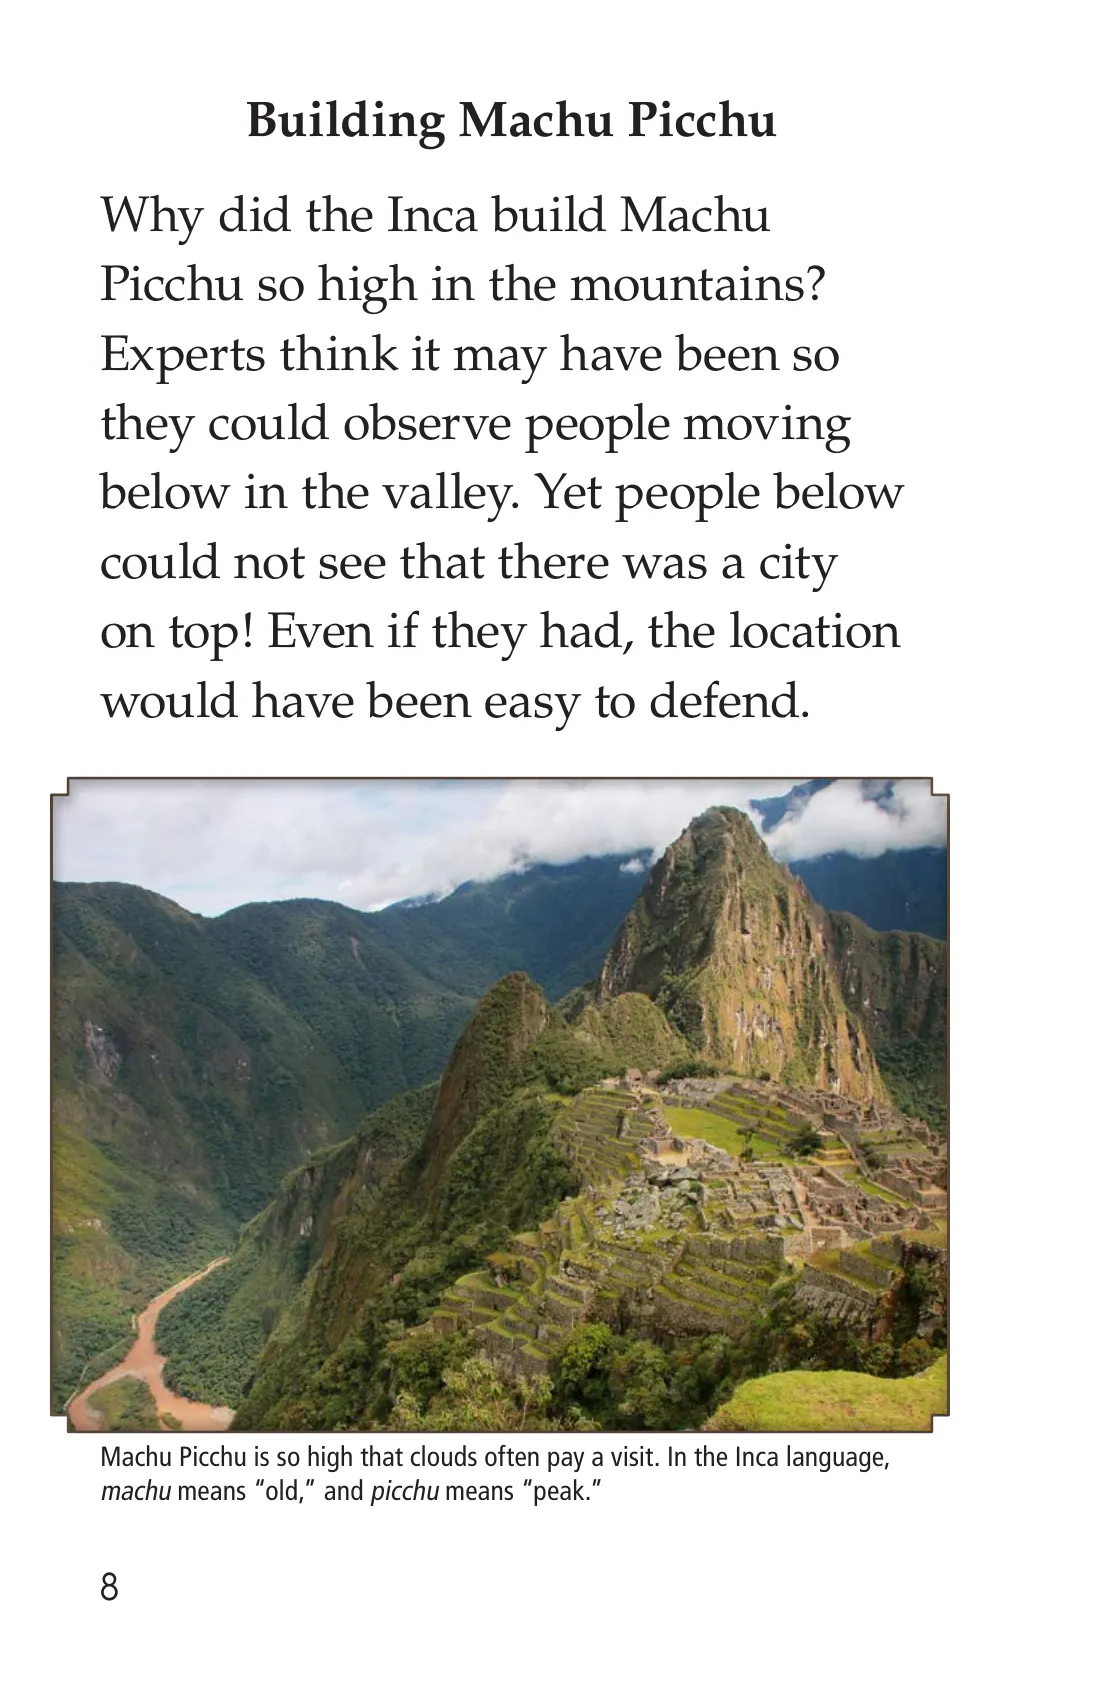 Building Machu Picchu
Why did the Inca build Machu
Picchu so high in the mountains?
Experts think it may have been so
they could observe people moving
below in the valley. Yet people below
could not see that there was a city
on top! Even if they had, the location
would have been easy to defend.
Machu Picchu is so high that clouds often pay a visit. In the Inca language,
machu means “old,” and picchu means “peak.”
8